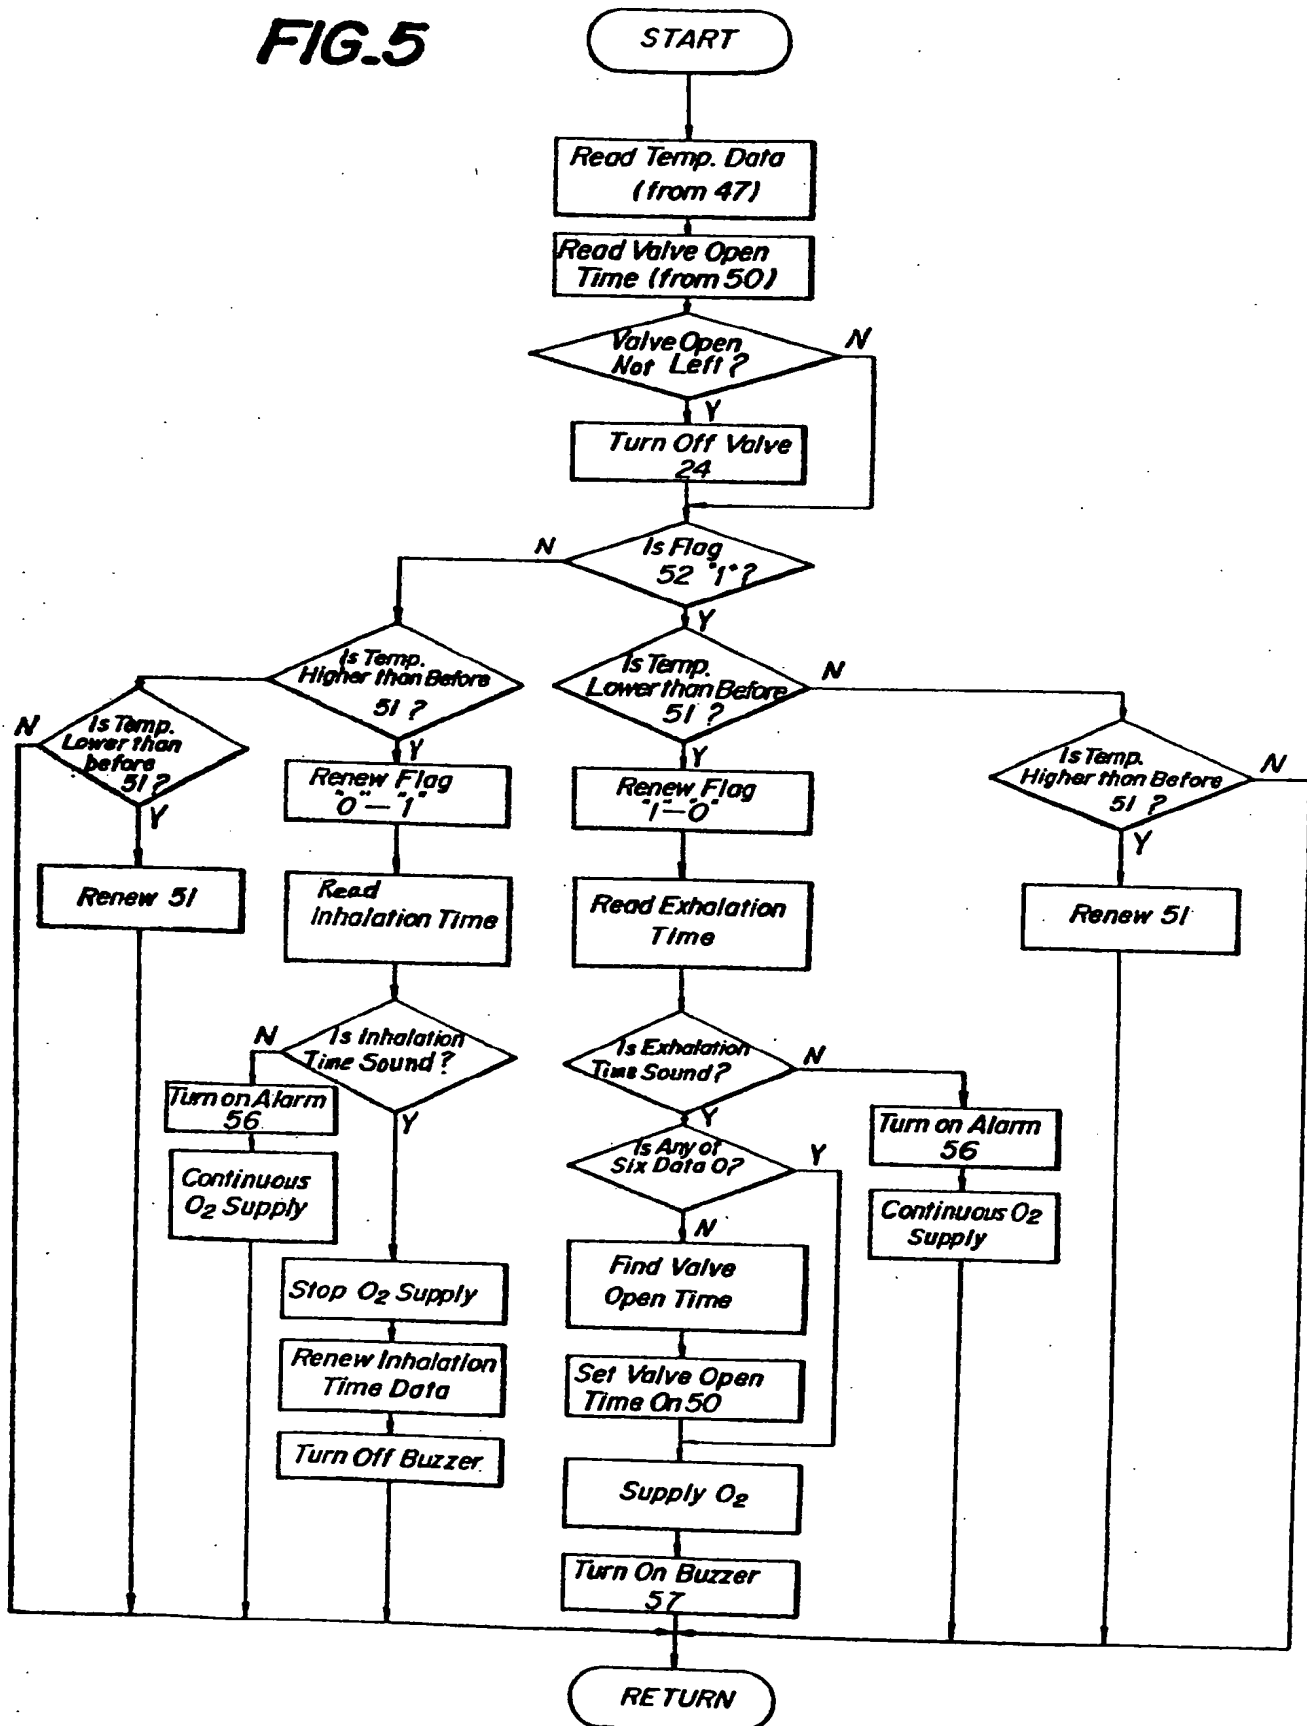 FIG.5
START
Read Temp. Data
(from 47)
Read Valve Open
Time (from 50)
Valve Open
Not Left?
N
Y
Turn Off Valve
24
Is Flag
52 "1"?
N
Y
Is Temp.
Higher than Before
51?
Y
Is Temp.
Lower than Before
51?
N
Y
Is Temp.
Lower than
before
51?
N
Y
Is Temp.
Higher than Before
51?
N
Y
Renew Flag
"0"—"1"
Renew Flag
"1"—"0"
Renew 51
Read
Inhalation Time
Read Exhalation
Time
Renew 51
Is Inhalation
Time Sound?
N
Y
Is Exhalation
Time Sound?
N
Y
Turn on Alarm
56
Continuous
O2 Supply
Is Any of
Six Data 0?
Y
N
Turn on Alarm
56
Continuous O2
Supply
Stop O2 Supply
Renew Inhalation
Time Data
Turn Off Buzzer
Find Valve
Open Time
Set Valve Open
Time On 50
Supply O2
Turn On Buzzer
57
RETURN